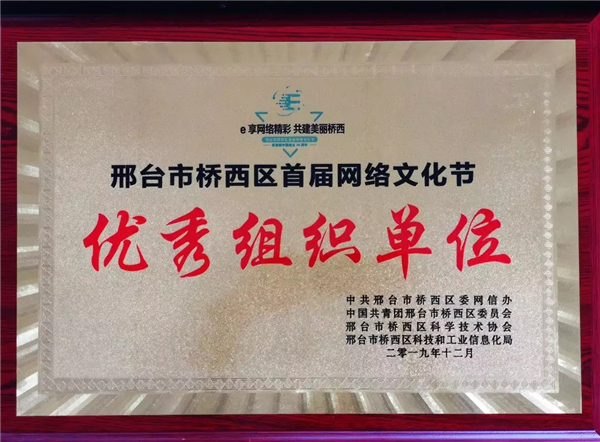 E
e享网络精彩 共建美丽桥西
邢台市桥西区首届网络文化节
优秀组织单位
中共邢台市桥西区委网信办
中国共青团邢台市桥西区委员会
邢台市桥西区科学技术协会
邢台市桥西区科技和工业信息化局
二零一九年十二月